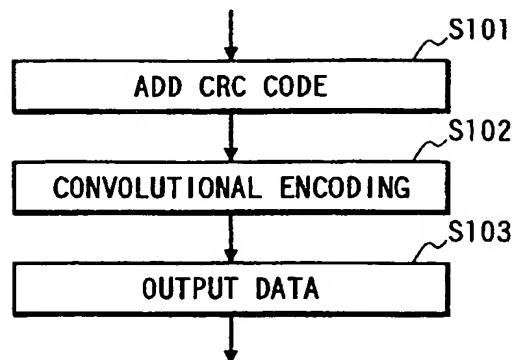 S101
ADD CRC CODE
S102
CONVOLUTIONAL ENCODING
S103
OUTPUT DATA